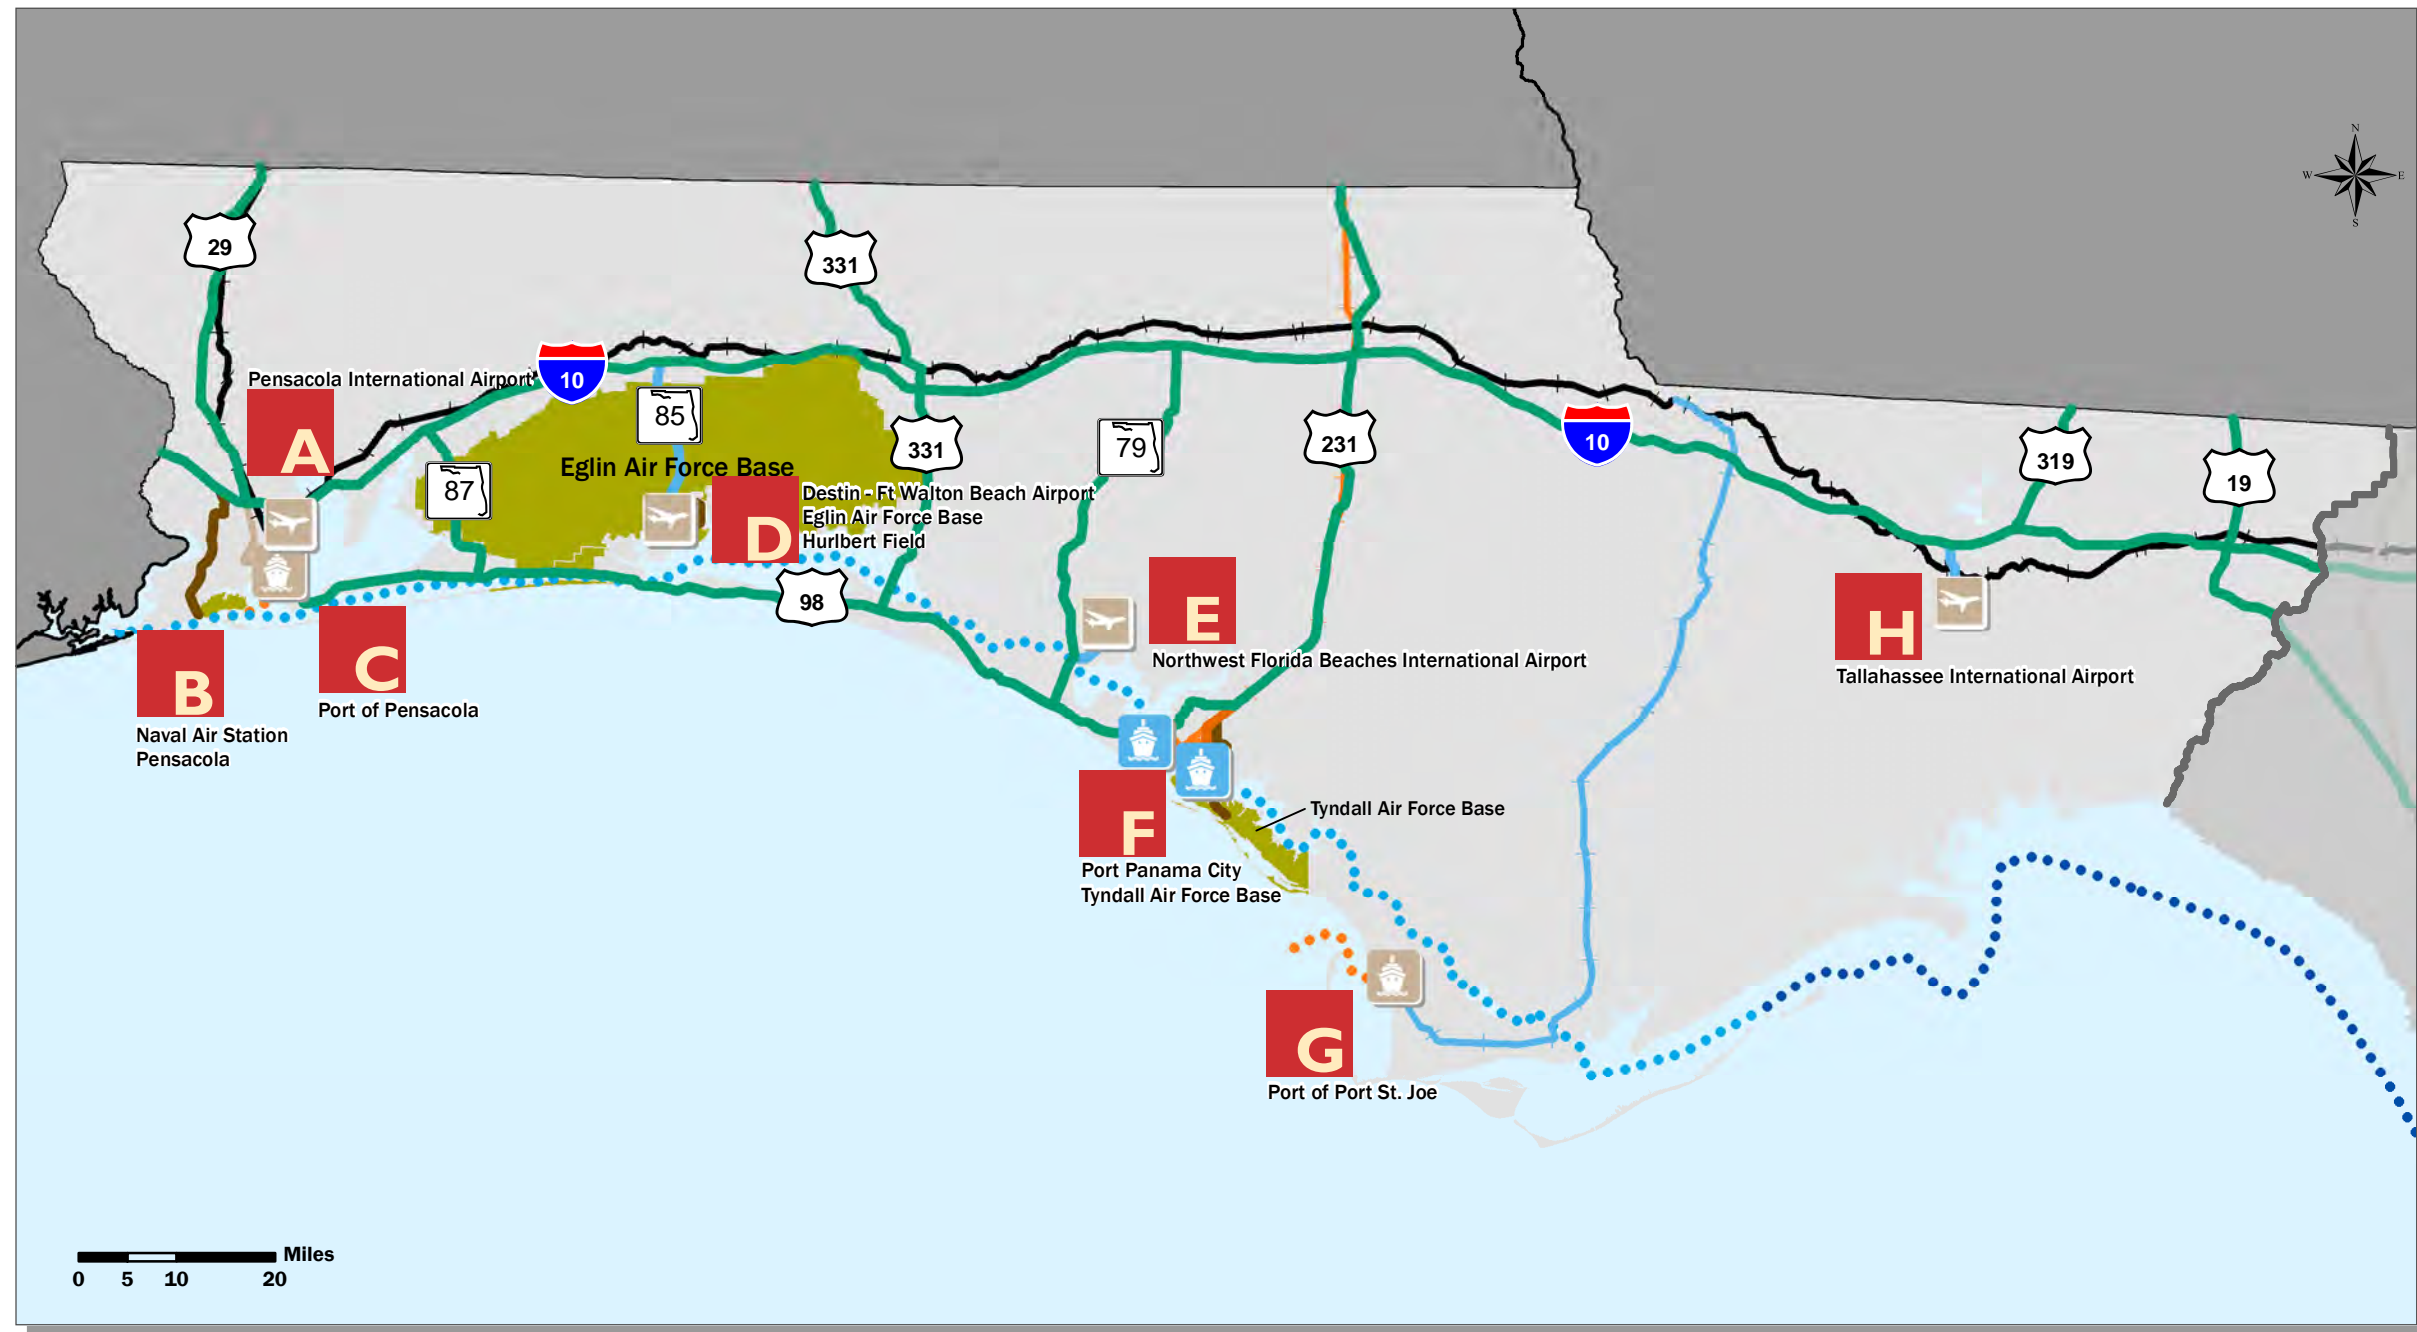 N
W
E
S
29
331
Pensacola International Airport
10
A
85
Eglin Air Force Base
87
331
79
231
10
319
19
D
Destin - Ft Walton Beach Airport
Eglin Air Force Base
Hurlbert Field
98
E
Northwest Florida Beaches International Airport
H
Tallahassee International Airport
B
Naval Air Station
Pensacola
C
Port of Pensacola
Tyndall Air Force Base
F
Port Panama City
Tyndall Air Force Base
G
Port of Port St. Joe
Miles
0 5 10 20